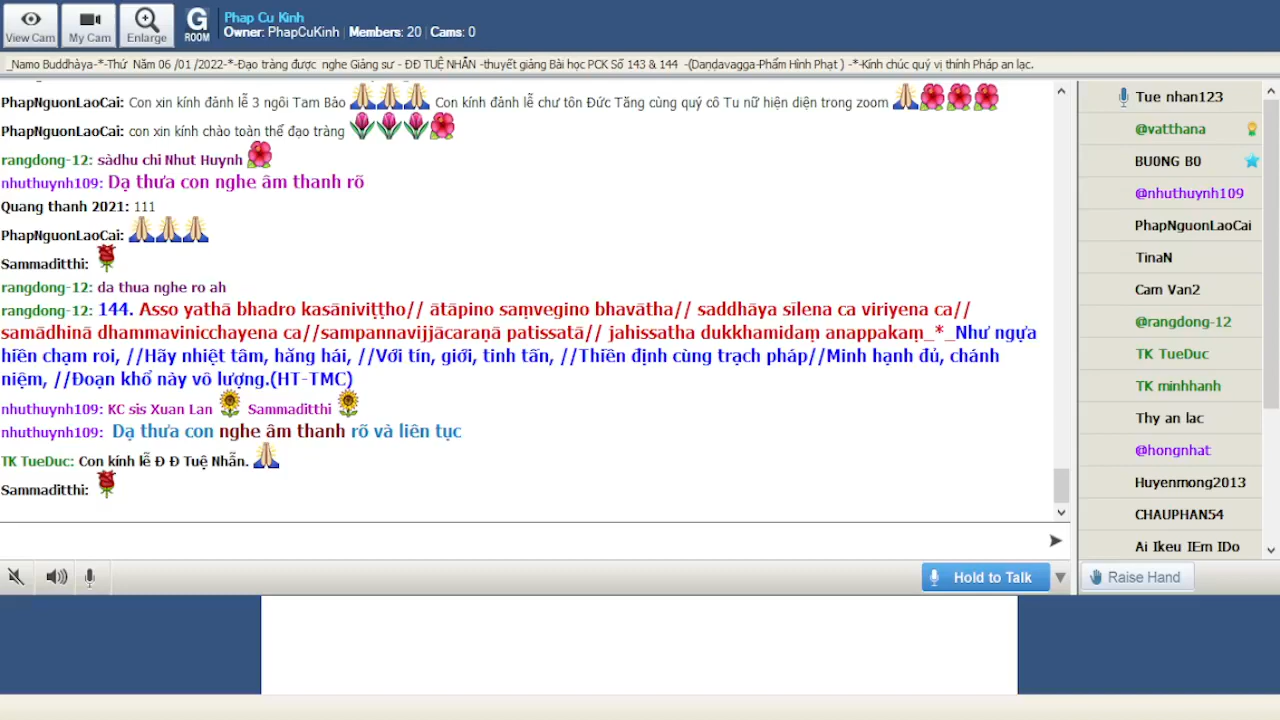 View Cam
My Cam
Enlarge
G
ROOM
Phap Cu Kinh
Owner: PhapCuKinh | Members: 20 | Cams: 0
_Namo Buddhàya-*-Thứ Năm 06 /01 /2022-*-Đạo tràng được nghe Giảng sư - ĐĐ TUỆ NHẪN -thuyết giảng Bài học PCK Số 143 & 144 -(Daṇḍavagga-Phẩm Hình Phạt ) -*-Kính chúc quý vị thính Pháp an lạc.
PhapNguonLaoCai: Con xin kính đảnh lễ 3 ngôi Tam Bảo 🙏🙏🙏 Con kính đảnh lễ chư tôn Đức Tăng cùng quý cô Tu nữ hiện diện trong zoom 🙏🌺🌺🌺
PhapNguonLaoCai: con xin kính chào toàn thể đạo tràng 🌷🌷🌷🌺
rangdong-12: sàdhu chi Nhut Huynh 🌺
nhuthuynh109: Dạ thưa con nghe âm thanh rõ
Quang thanh 2021: 111
PhapNguonLaoCai: 🙏🙏🙏
Sammaditthi: 🌹
rangdong-12: da thua nghe ro ah
rangdong-12: 144. Asso yathā bhadro kasāniviṭṭho// ātāpino saṃvegino bhavātha// saddhāya sīlena ca viriyena ca//
samādhinā dhammavinicchayena ca//sampannavijjācaraṇā patissatā// jahissatha dukkhamidaṃ anappakaṃ_*_Như ngựa
hiền chạm roi, //Hãy nhiệt tâm, hăng hái, //Với tín, giới, tinh tấn, //Thiền định cùng trạch pháp//Minh hạnh đủ, chánh
niệm, //Đoạn khổ này vô lượng.(HT-TMC)
nhuthuynh109: KC sis Xuan Lan 🌻 Sammaditthi 🌻
nhuthuynh109: Dạ thưa con nghe âm thanh rõ và liên tục
TK TueDuc: Con kính lễ Đ Đ Tuệ Nhẫn. 🙏
Sammaditthi: 🌹
Hold to Talk
Tue nhan123
@vatthana
BU0NG B0
@nhuthuynh109
PhapNguonLaoCai
TinaN
Cam Van2
@rangdong-12
TK TueDuc
TK minhhanh
Thy an lac
@hongnhat
Huyenmong2013
CHAUPHAN54
Ai Ikeu IEm IDo
Raise Hand